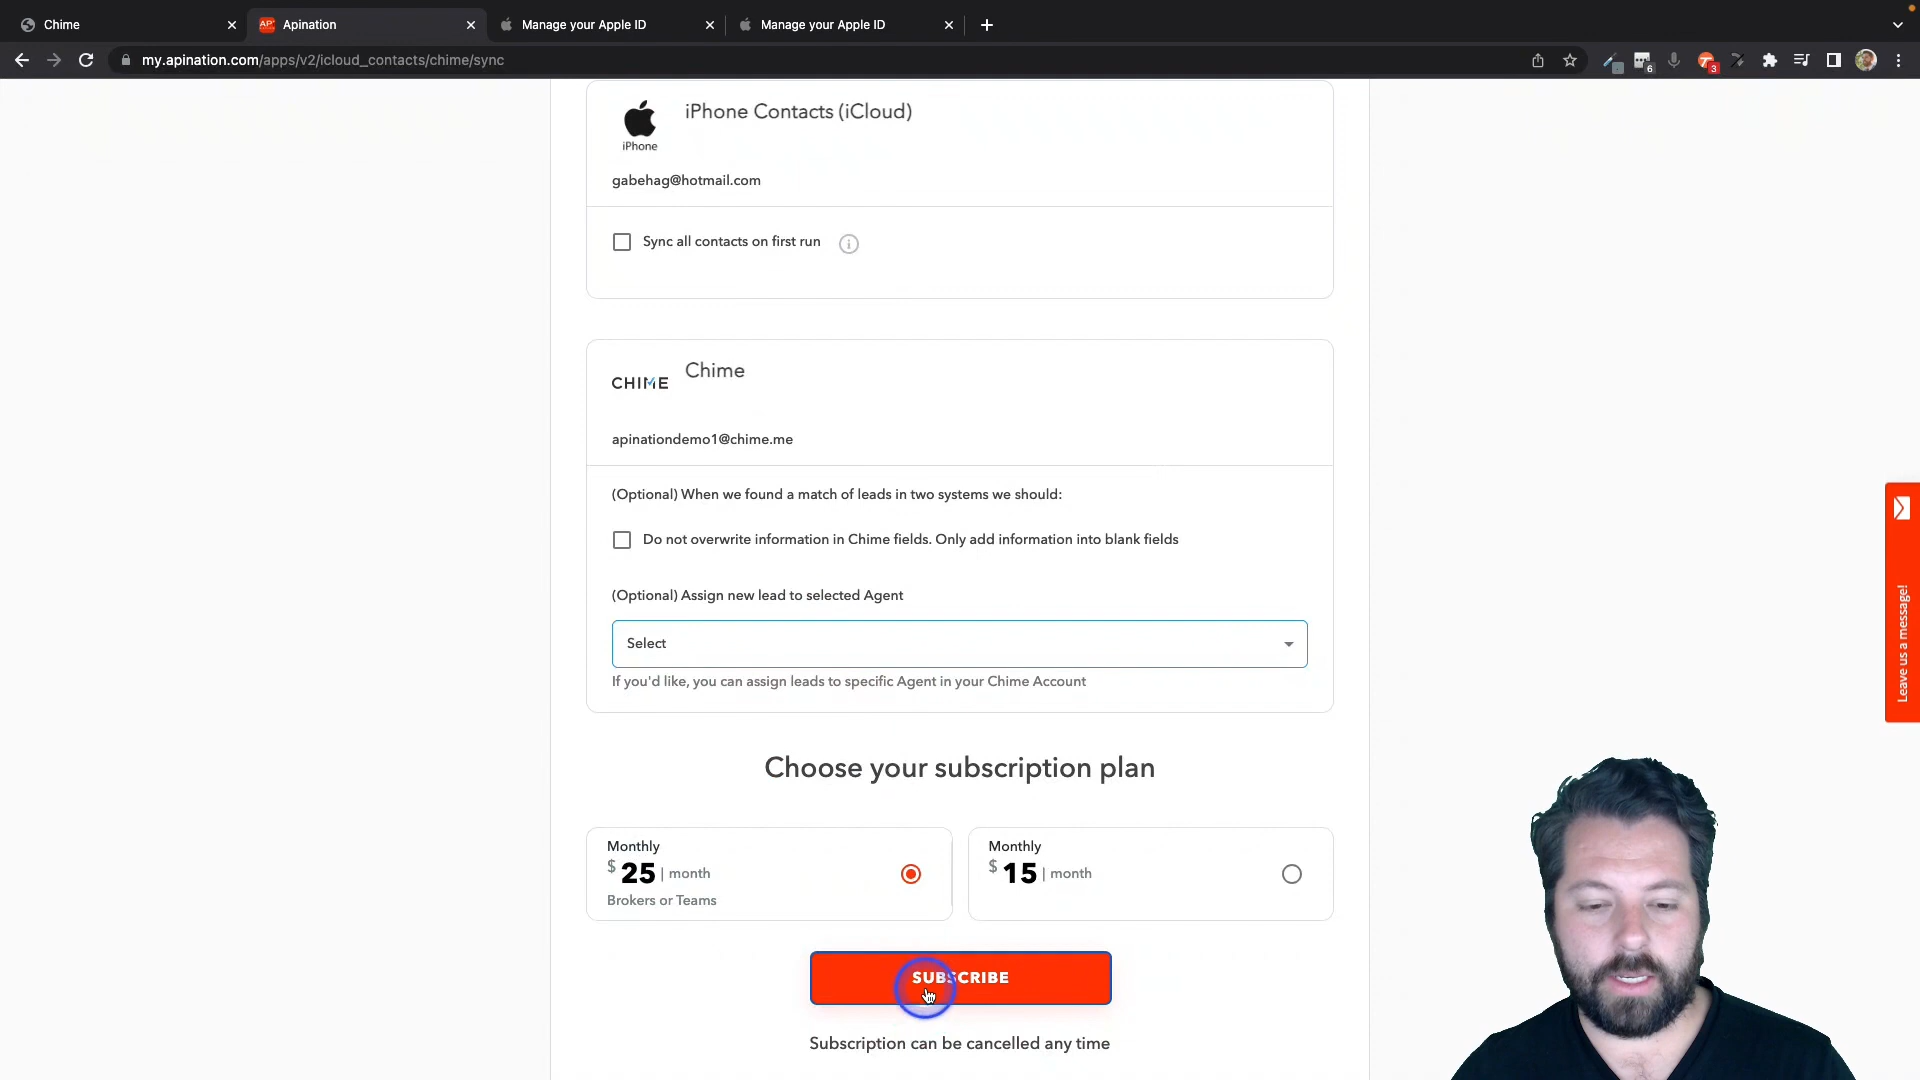 Chime
Apination
Manage your Apple ID
Manage your Apple ID
my.apination.com/apps/v2/icloud_contacts/chime/sync
6
3
iPhone
iPhone Contacts (iCloud)
gabehag@hotmail.com
Sync all contacts on first run
CHIME
Chime
apinationdemo1@chime.me
(Optional) When we found a match of leads in two systems we should:
Do not overwrite information in Chime fields. Only add information into blank fields
(Optional) Assign new lead to selected Agent
Select
If you'd like, you can assign leads to specific Agent in your Chime Account
Leave us a message!
Choose your subscription plan
Monthly
$ 25 | month
Brokers or Teams
Monthly
$ 15 | month
SUBSCRIBE
Subscription can be cancelled any time